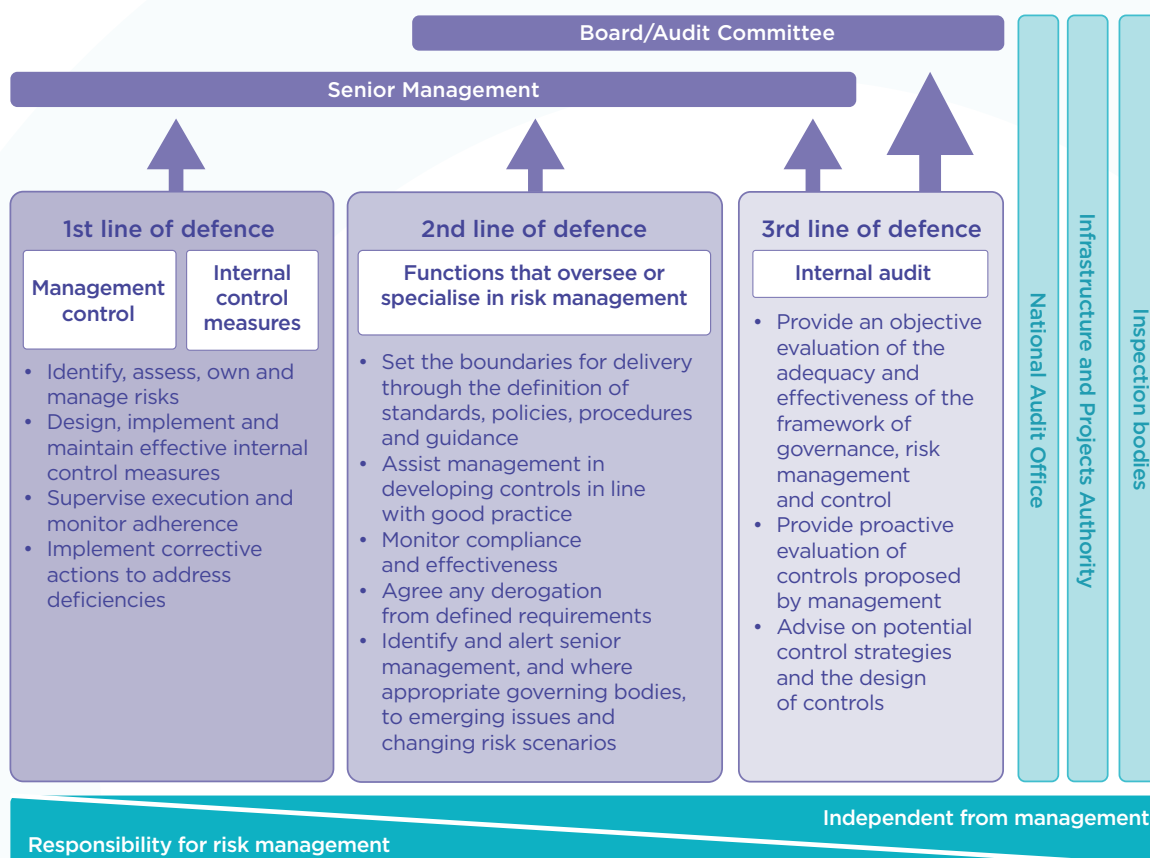 Board/Audit Committee
Senior Management
1st line of defence
Management
control
Internal
control
measures
• Identify, assess, own and
manage risks
• Design, implement and
maintain effective internal
control measures
• Supervise execution and
monitor adherence
• Implement corrective
actions to address
deficiencies
2nd line of defence
Functions that oversee or
specialise in risk management
• Set the boundaries for delivery
through the definition of
standards, policies, procedures
and guidance
• Assist management in
developing controls in line
with good practice
• Monitor compliance
and effectiveness
• Agree any derogation
from defined requirements
• Identify and alert senior
management, and where
appropriate governing bodies,
to emerging issues and
changing risk scenarios
3rd line of defence
Internal audit
• Provide an objective
evaluation of the
adequacy and
effectiveness of the
framework of
governance, risk
management
and control
• Provide proactive
evaluation of
controls proposed
by management
• Advise on potential
control strategies
and the design
of controls
National Audit Office
Infrastructure and Projects Authority
Inspection bodies
Independent from management
Responsibility for risk management